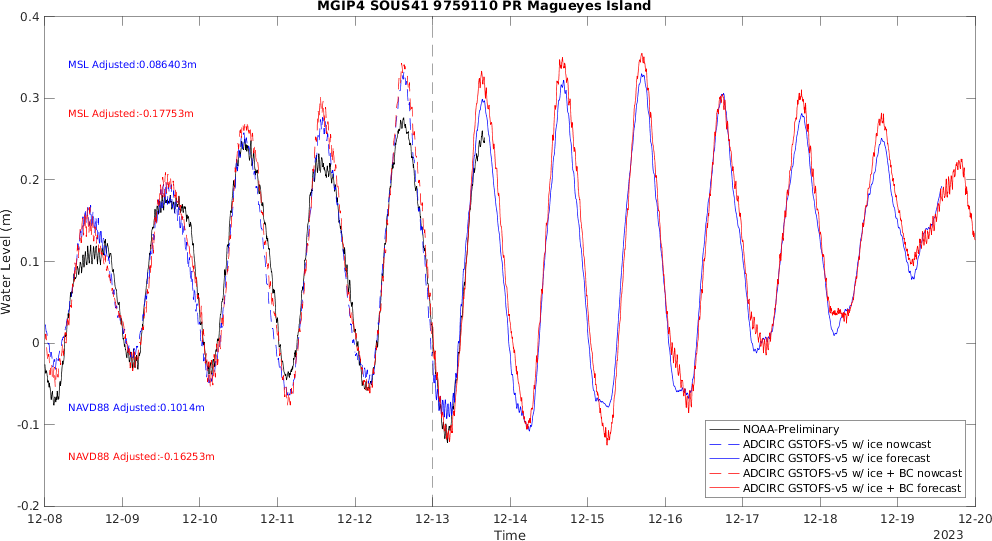 MGIP4 SOUS41 9759110 PR Magueyes Island
0.4
0.3
0.2
0.1
0
-0.1
-0.2
Water Level (m)
MSL Adjusted:0.086403m
MSL Adjusted:-0.17753m
NAVD88 Adjusted:0.1014m
NAVD88 Adjusted:-0.16253m
NOAA-Preliminary
ADCIRC GSTOFS-v5 w/ ice nowcast
ADCIRC GSTOFS-v5 w/ ice forecast
ADCIRC GSTOFS-v5 w/ ice + BC nowcast
ADCIRC GSTOFS-v5 w/ ice + BC forecast
12-08 12-09 12-10 12-11 12-12 12-13 12-14 12-15 12-16 12-17 12-18 12-19 12-20
Time
2023